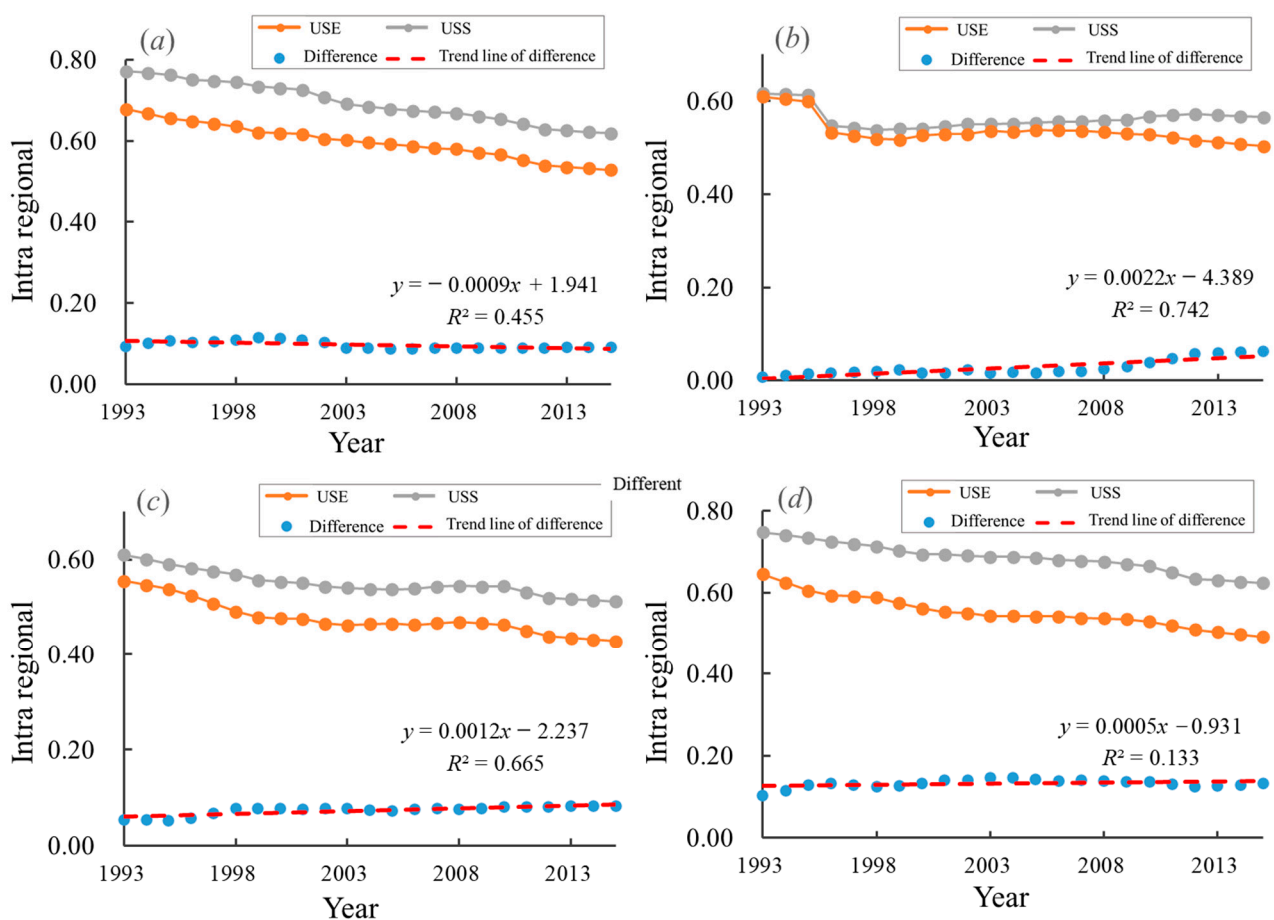 (a)
USE USS
Difference Trend line of difference
0.80
0.60
0.40
0.20
0.00
Intra regional
y = − 0.0009x + 1.941
R² = 0.455
1993 1998 2003 2008 2013
Year
(b)
USE USS
Difference Trend line of difference
0.60
0.40
0.20
0.00
Intra regional
y = 0.0022x − 4.389
R² = 0.742
1993 1998 2003 2008 2013
Year
(c)
USE USS
Difference Trend line of difference
Different
0.60
0.40
0.20
0.00
Intra regional
y = 0.0012x − 2.237
R² = 0.665
1993 1998 2003 2008 2013
Year
(d)
USE USS
Difference Trend line of difference
0.80
0.60
0.40
0.20
0.00
Intra regional
y = 0.0005x −0.931
R² = 0.133
1993 1998 2003 2008 2013
Year